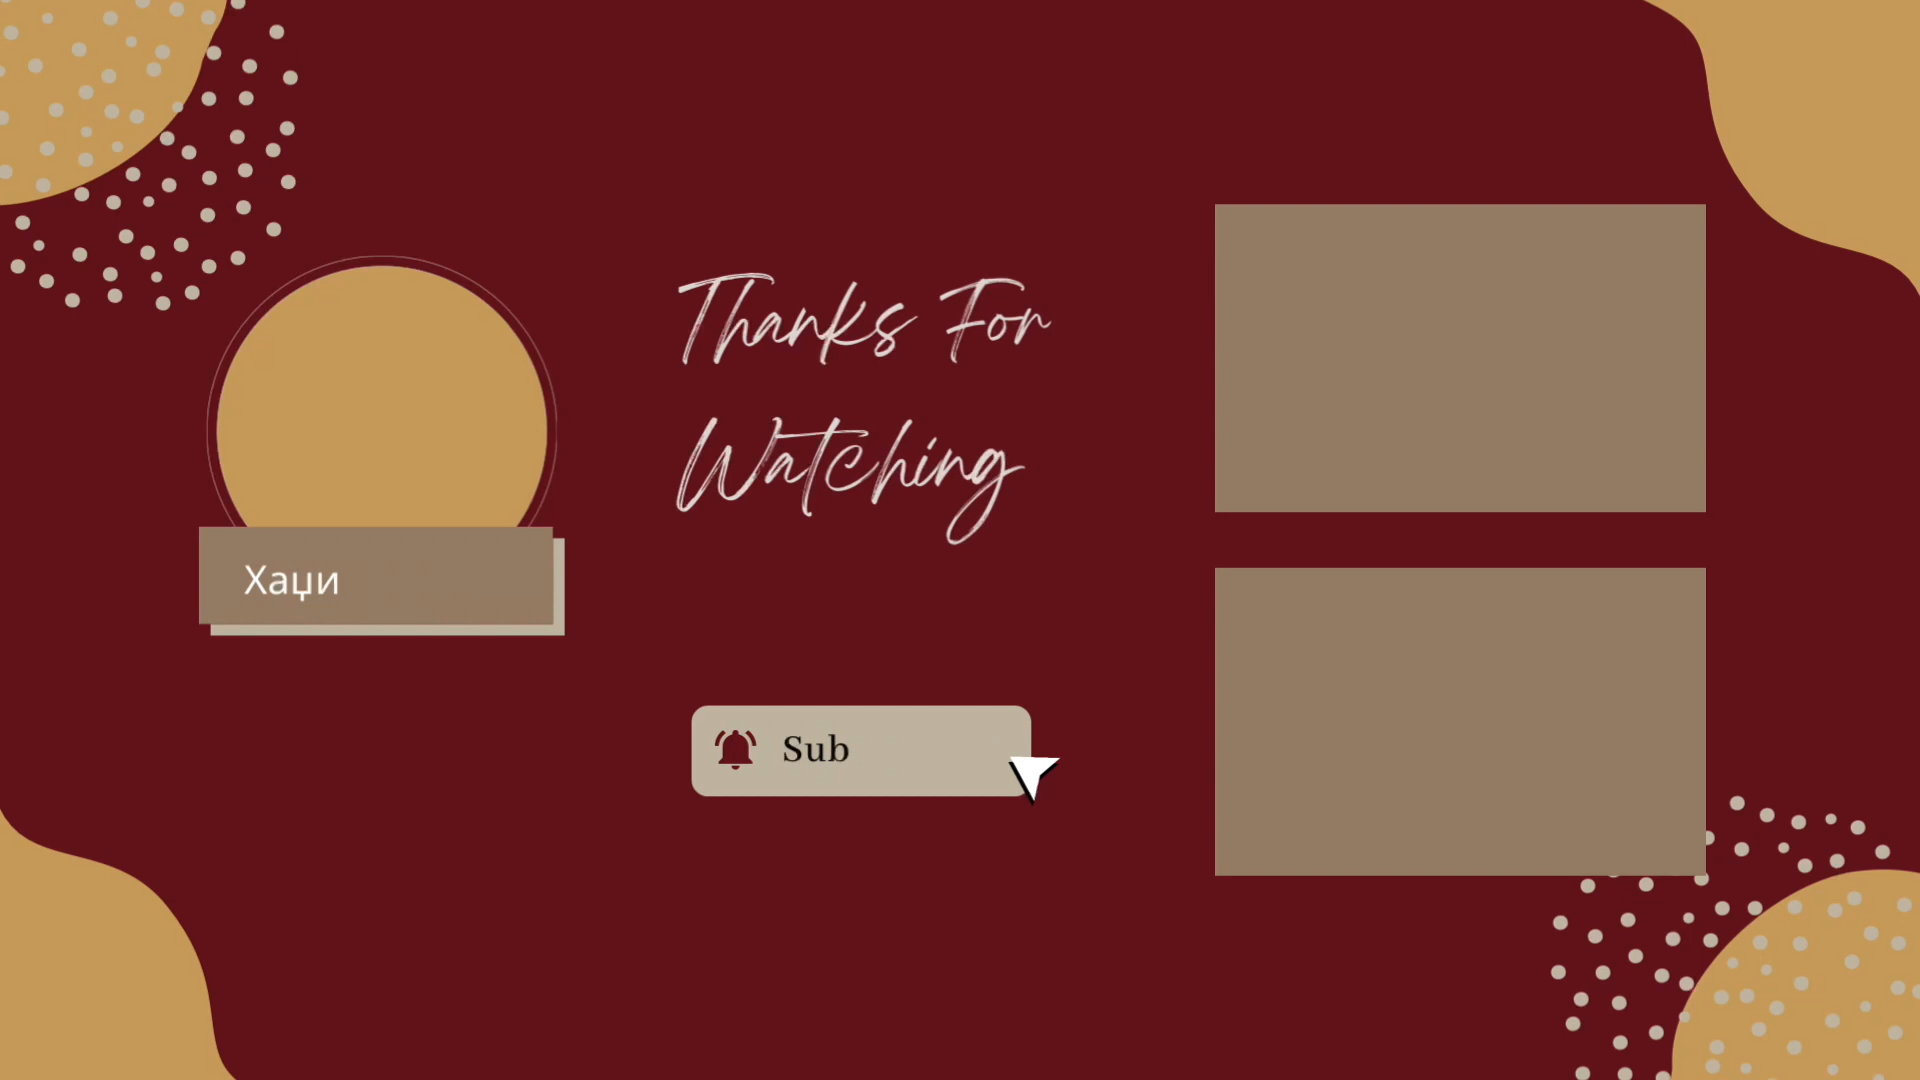 Thanks For
Watching
Хаџи
Sub